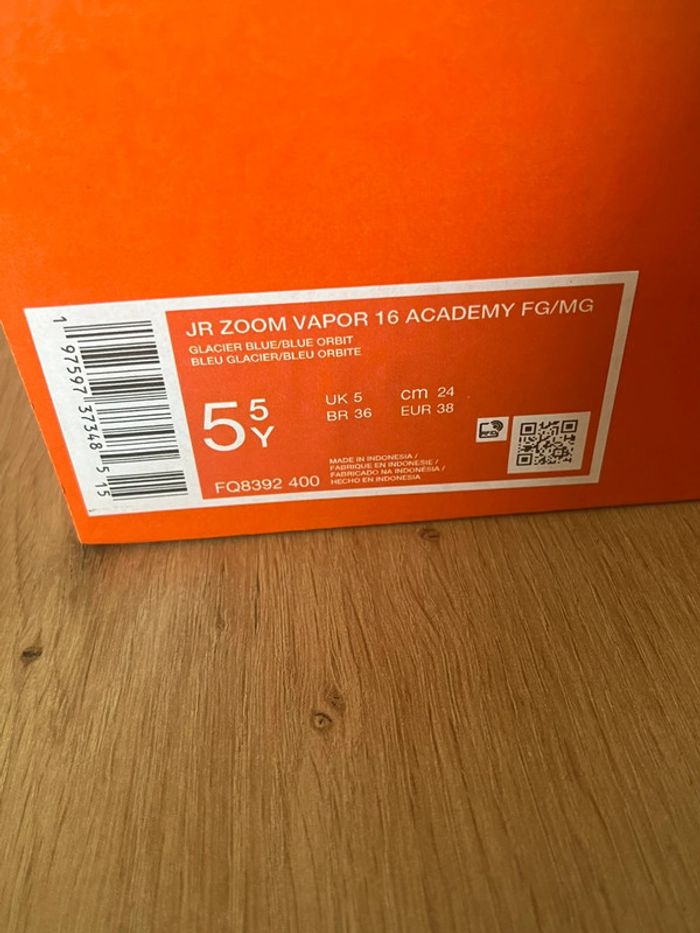 JR ZOOM VAPOR 16 ACADEMY FG/MG
GLACIER BLUE/BLUE ORBIT
BLEU GLACIER/BLEU ORBITE
5 5 Y
UK 5 cm 24
BR 36 EUR 38
FQ8392 400
MADE IN INDONESIA /
FABRIQUE EN INDONESIE /
FABRICADO NA INDONÉSIA /
HECHO EN INDONESIA
1 97597 37348 5 15